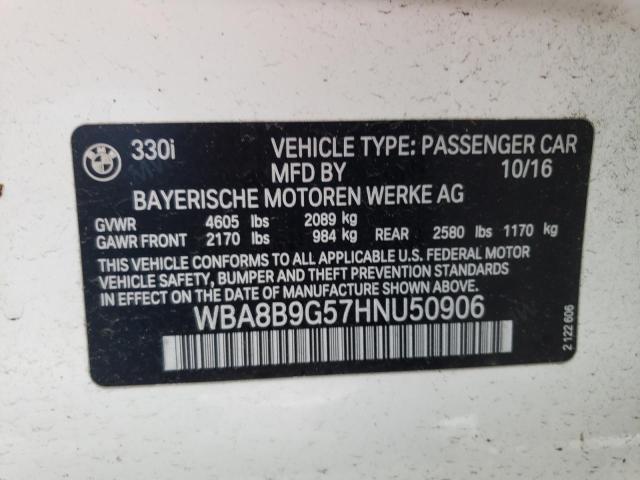 BMW
330i VEHICLE TYPE: PASSENGER CAR
MFD BY 10/16
BAYERISCHE MOTOREN WERKE AG
GVWR 4605 lbs 2089 kg
GAWR FRONT 2170 lbs 984 kg REAR 2580 lbs 1170 kg
THIS VEHICLE CONFORMS TO ALL APPLICABLE U.S. FEDERAL MOTOR
VEHICLE SAFETY, BUMPER AND THEFT PREVENTION STANDARDS
IN EFFECT ON THE DATE OF MANUFACTURE SHOWN ABOVE.
WBA8B9G57HNU50906
2 122 606